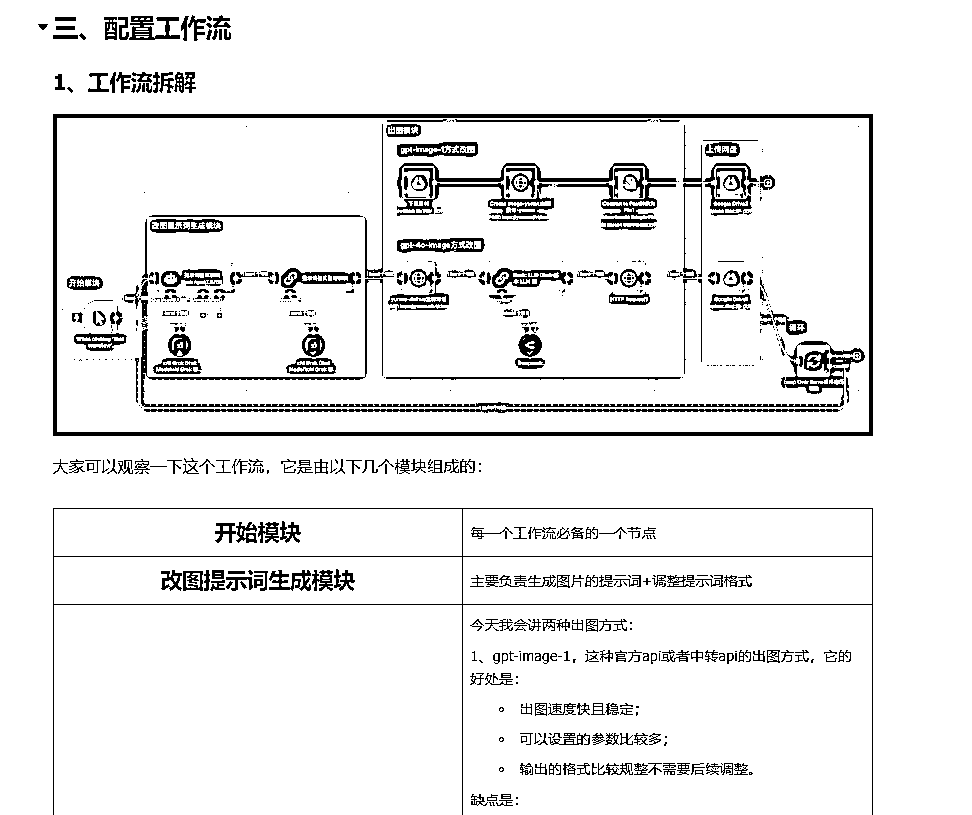 三、配置工作流
1、工作流拆解
出图模块
gpt-image-1方式改图
上传网盘
改图提示词生成模块
gpt-4o-image方式改图
开始模块
循环
大家可以观察一下这个工作流，它是由以下几个模块组成的：
开始模块
每一个工作流必备的一个节点
改图提示词生成模块
主要负责生成图片的提示词+调整提示词格式
今天我会讲两种出图方式：
1、gpt-image-1，这种官方api或者中转api的出图方式，它的
好处是：
出图速度快且稳定；
可以设置的参数比较多；
输出的格式比较规整不需要后续调整。
缺点是：